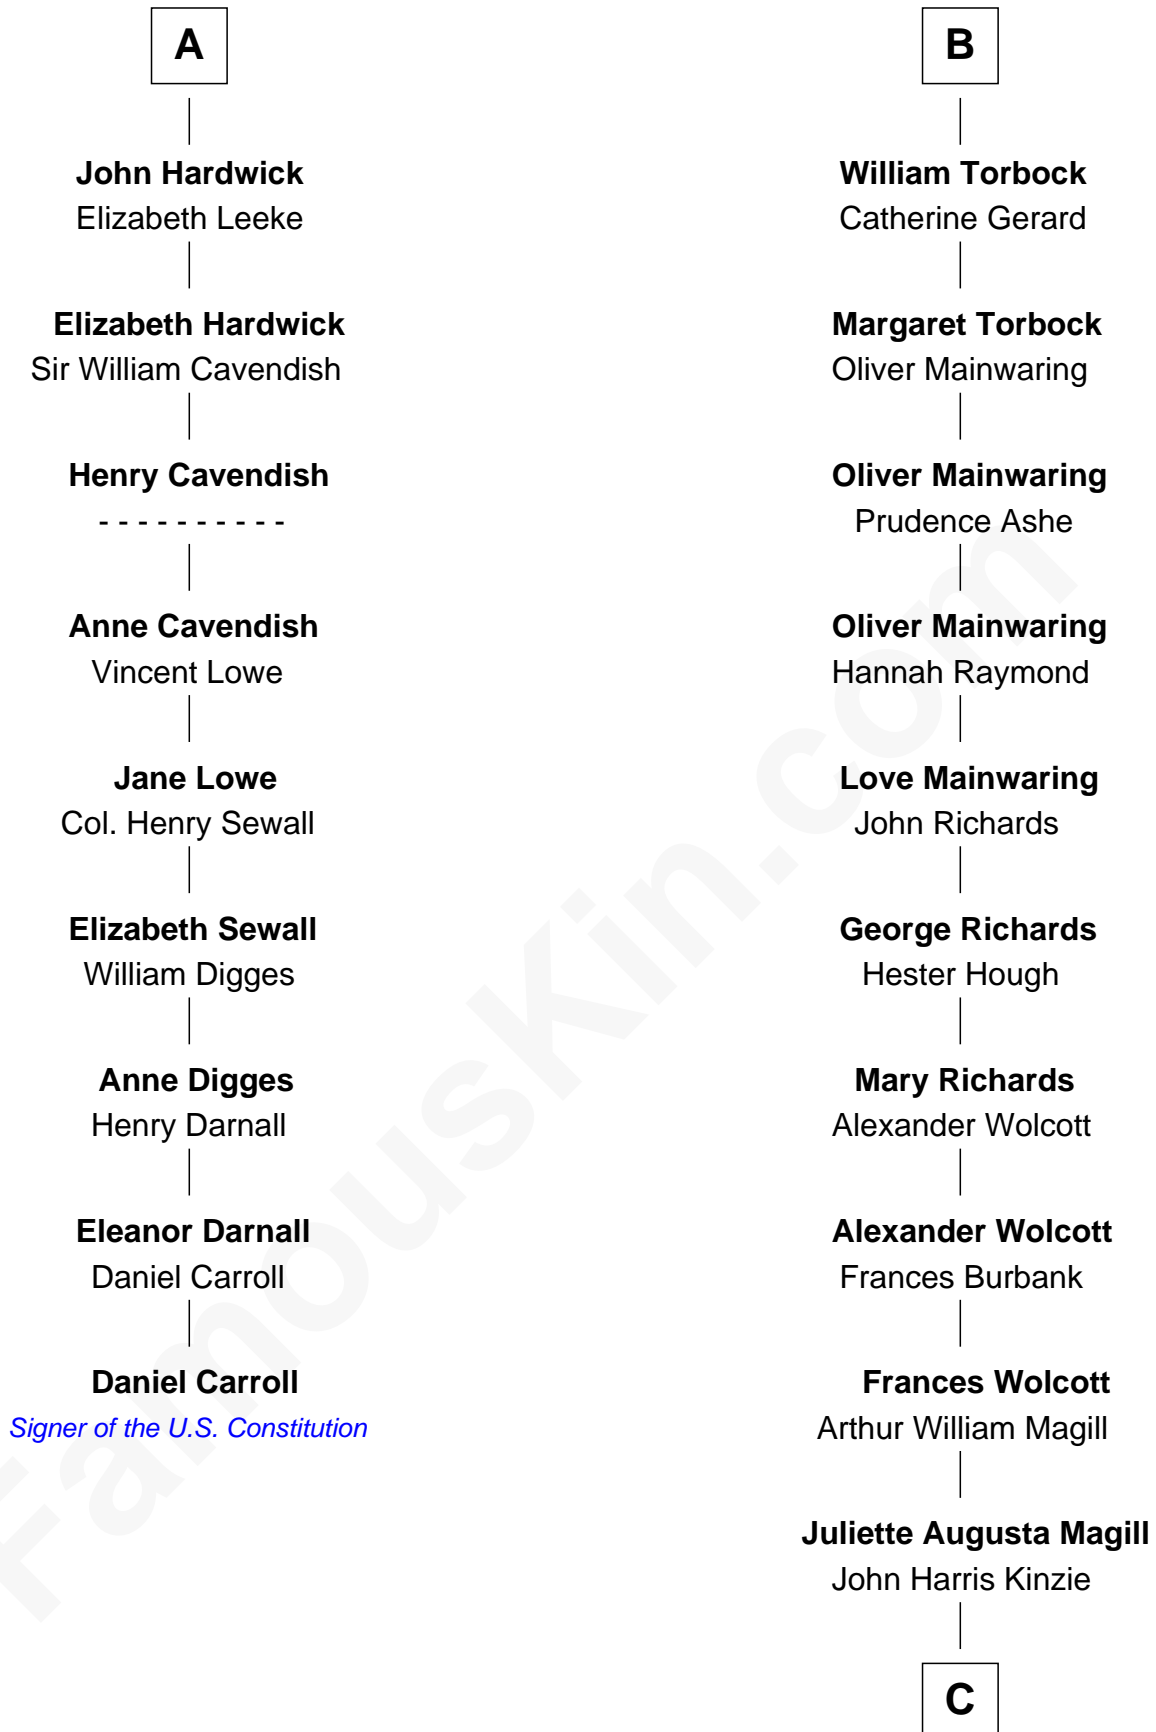 A
John Hardwick
Elizabeth Leeke
Elizabeth Hardwick
Sir William Cavendish
Henry Cavendish
- - - - - - - - - -
Anne Cavendish
Vincent Lowe
Jane Lowe
Col. Henry Sewall
Elizabeth Sewall
William Digges
Anne Digges
Henry Darnall
Eleanor Darnall
Daniel Carroll
Daniel Carroll
Signer of the U.S. Constitution
B
William Torbock
Catherine Gerard
Margaret Torbock
Oliver Mainwaring
Oliver Mainwaring
Prudence Ashe
Oliver Mainwaring
Hannah Raymond
Love Mainwaring
John Richards
George Richards
Hester Hough
Mary Richards
Alexander Wolcott
Alexander Wolcott
Frances Burbank
Frances Wolcott
Arthur William Magill
Juliette Augusta Magill
John Harris Kinzie
C
FamousKin.com